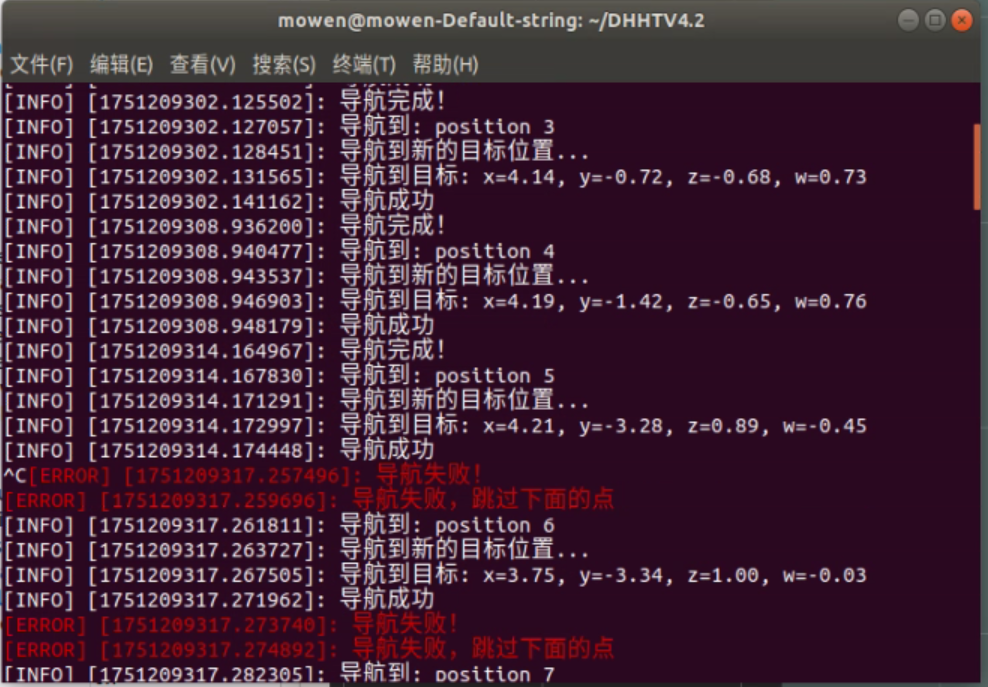 mowen@mowen-Default-string: ~/DHHTV4.2
文件(F) 编辑(E) 查看(V) 搜索(S) 终端(T) 帮助(H)
[INFO] [1751209302.125502]: 导航完成!
[INFO] [1751209302.127057]: 导航到: position 3
[INFO] [1751209302.128451]: 导航到新的目标位置...
[INFO] [1751209302.131565]: 导航到目标: x=4.14, y=-0.72, z=-0.68, w=0.73
[INFO] [1751209302.141162]: 导航成功
[INFO] [1751209308.936200]: 导航完成!
[INFO] [1751209308.940477]: 导航到: position 4
[INFO] [1751209308.943537]: 导航到新的目标位置...
[INFO] [1751209308.946903]: 导航到目标: x=4.19, y=-1.42, z=-0.65, w=0.76
[INFO] [1751209308.948179]: 导航成功
[INFO] [1751209314.164967]: 导航完成!
[INFO] [1751209314.167830]: 导航到: position 5
[INFO] [1751209314.171291]: 导航到新的目标位置...
[INFO] [1751209314.172997]: 导航到目标: x=4.21, y=-3.28, z=0.89, w=-0.45
[INFO] [1751209314.174448]: 导航成功
^C[ERROR] [1751209317.257496]: 导航失败!
[ERROR] [1751209317.259696]: 导航失败，跳过下面的点
[INFO] [1751209317.261811]: 导航到: position 6
[INFO] [1751209317.263727]: 导航到新的目标位置...
[INFO] [1751209317.267505]: 导航到目标: x=3.75, y=-3.34, z=1.00, w=-0.03
[INFO] [1751209317.271962]: 导航成功
[ERROR] [1751209317.273740]: 导航失败!
[ERROR] [1751209317.274892]: 导航失败，跳过下面的点
[INFO] [1751209317.282305]: 导航到: position 7